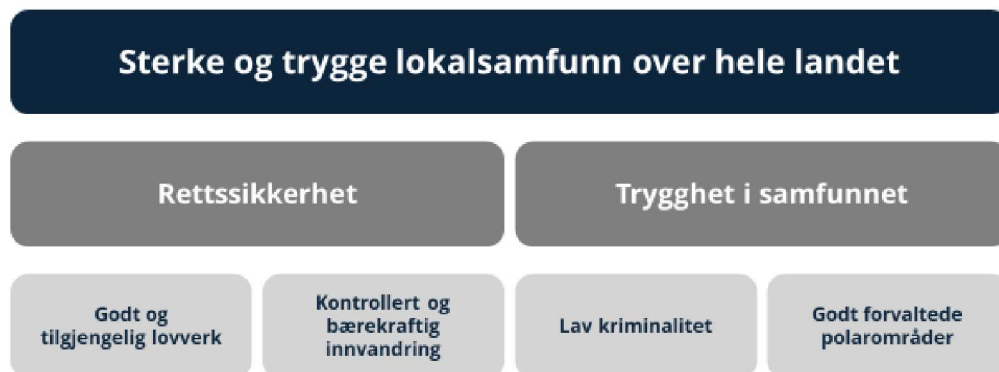 Sterke og trygge lokalsamfunn over hele landet
Rettssikkerhet
Trygghet i samfunnet
Godt og
tilgjengelig lovverk
Kontrollert og
bærekraftig
innvandring
Lav kriminalitet
Godt forvaltede
polarområder